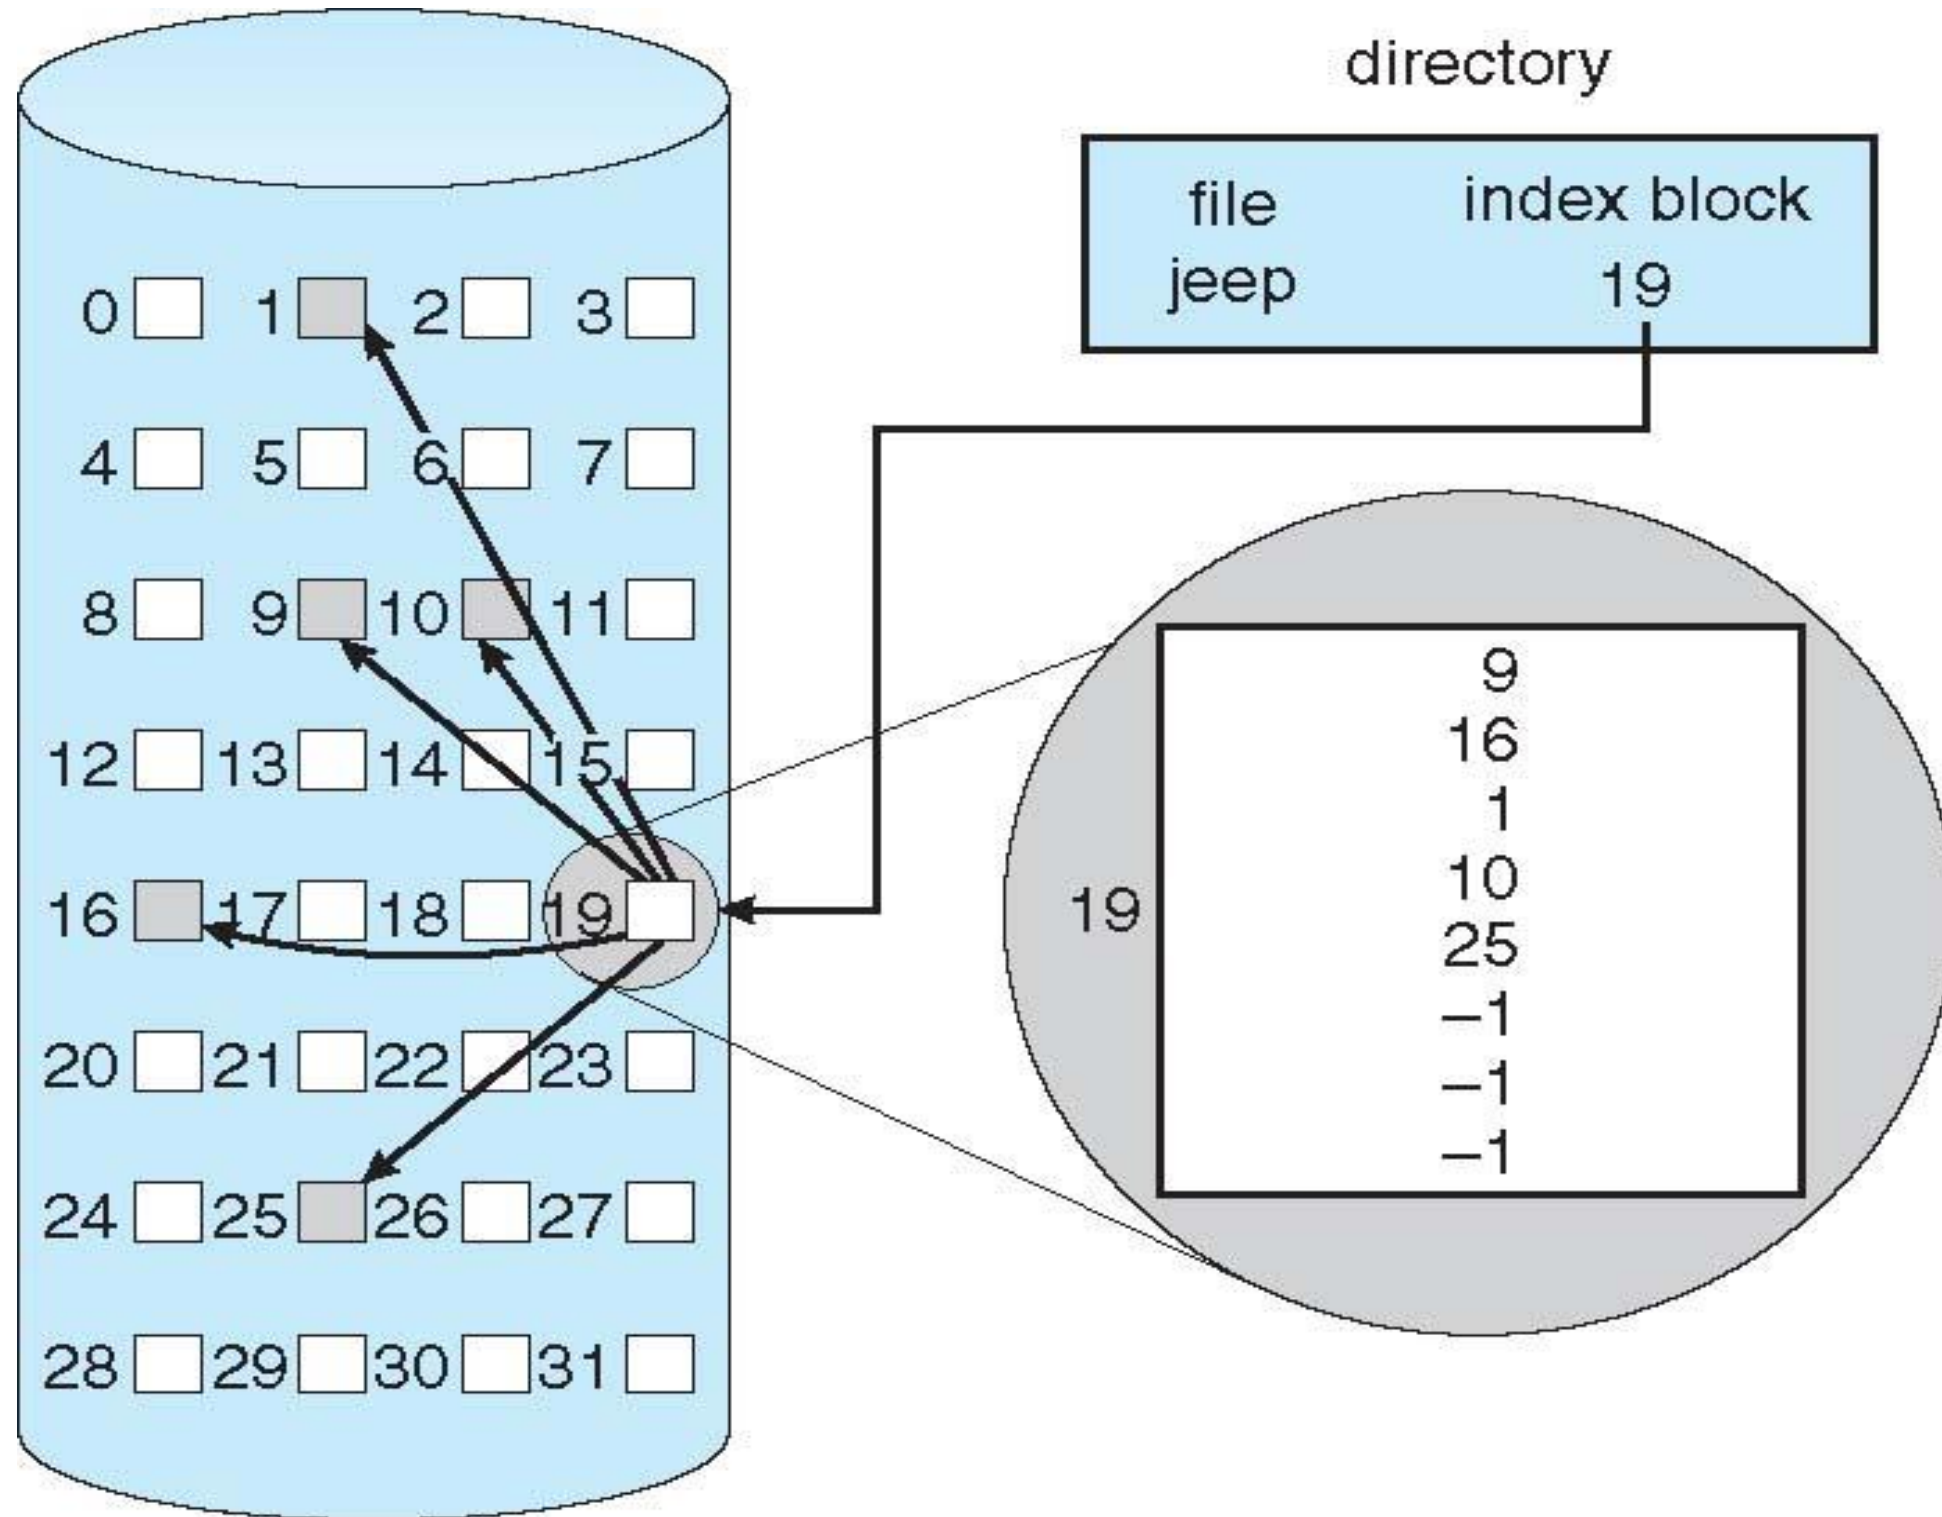 directory
file index block
jeep 19
0 1 2 3
4 5 6 7
8 9 10 11
12 13 14 15
16 17 18 19
20 21 22 23
24 25 26 27
28 29 30 31
19
9
16
1
10
25
–1
–1
–1